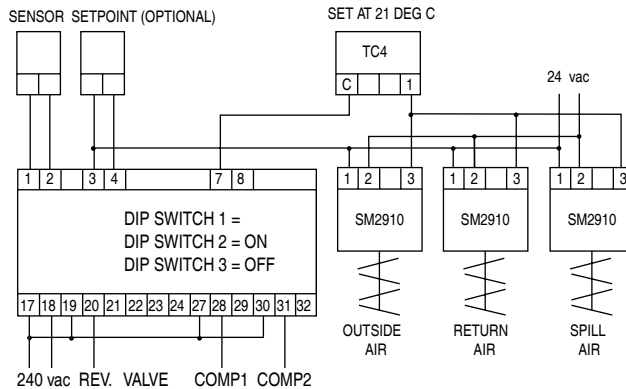 SENSOR SETPOINT (OPTIONAL)
SET AT 21 DEG C
TC4
C 1
24 vac
1 2 3 4 7 8
1 2 3
1 2 3
1 2 3
DIP SWITCH 1 =
DIP SWITCH 2 = ON
DIP SWITCH 3 = OFF
SM2910
SM2910
SM2910
17 18 19 20 21 22 23 24 27 28 29 30 31 32
OUTSIDE
AIR
RETURN
AIR
SPILL
AIR
240 vac REV. VALVE COMP1 COMP2